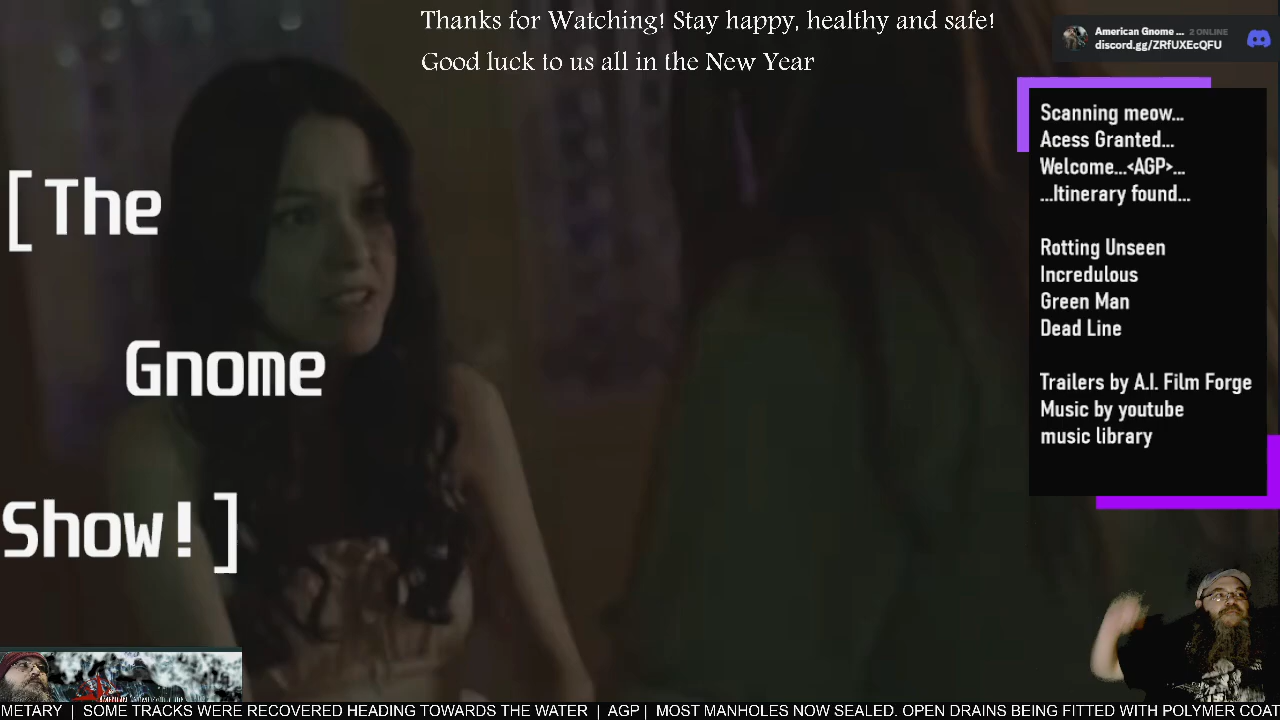 Thanks for Watching! Stay happy, healthy and safe!
Good luck to us all in the New Year
American Gnome ... 2 ONLINE
discord.gg/ZRfUXEcQFU
[The
Gnome
Show!]
Scanning meow...
Acess Granted...
Welcome...<AGP>...
...Itinerary found...
Rotting Unseen
Incredulous
Green Man
Dead Line
Trailers by A.I. Film Forge
Music by youtube
music library
METARY | SOME TRACKS WERE RECOVERED HEADING TOWARDS THE WATER | AGP | MOST MANHOLES NOW SEALED. OPEN DRAINS BEING FITTED WITH POLYMER COAT